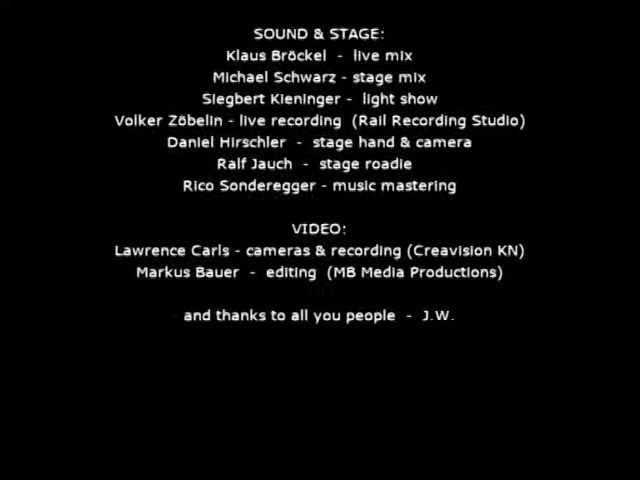 SOUND & STAGE:
Klaus Bröckel - live mix
Michael Schwarz - stage mix
Siegbert Kieninger - light show
Volker Zöbelin - live recording (Rail Recording Studio)
Daniel Hirschler - stage hand & camera
Ralf Jauch - stage roadie
Rico Sonderegger - music mastering
VIDEO:
Lawrence Carls - cameras & recording (Creavision KN)
Markus Bauer - editing (MB Media Productions)
and thanks to all you people - J.W.